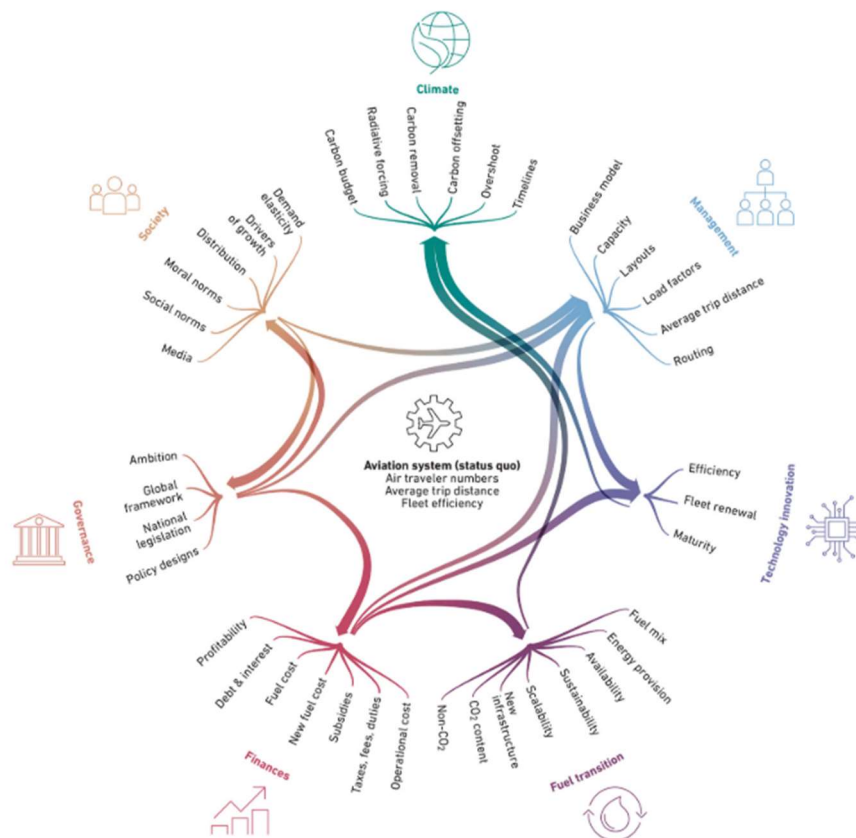 Climate
Carbon budget
Radiative forcing
Carbon removal
Carbon offsetting
Overshoot
Timelines
Management
Business model
Capacity
Layouts
Load factors
Average trip distance
Routing
Society
Demand
elasticity
Drivers
of growth
Distribution
Moral norms
Social norms
Media
Aviation system (status quo)
Air traveler numbers
Average trip distance
Fleet efficiency
Governance
Ambition
Global
framework
National
legislation
Policy designs
Technology innovation
Efficiency
Fleet renewal
Maturity
Finances
Profitability
Debt & interest
Fuel cost
New fuel cost
Subsidies
Taxes, fees, duties
Operational cost
Fuel transition
Non-CO₂
CO₂ content
New
infrastructure
Scalability
Sustainability
Availability
Energy provision
Fuel mix